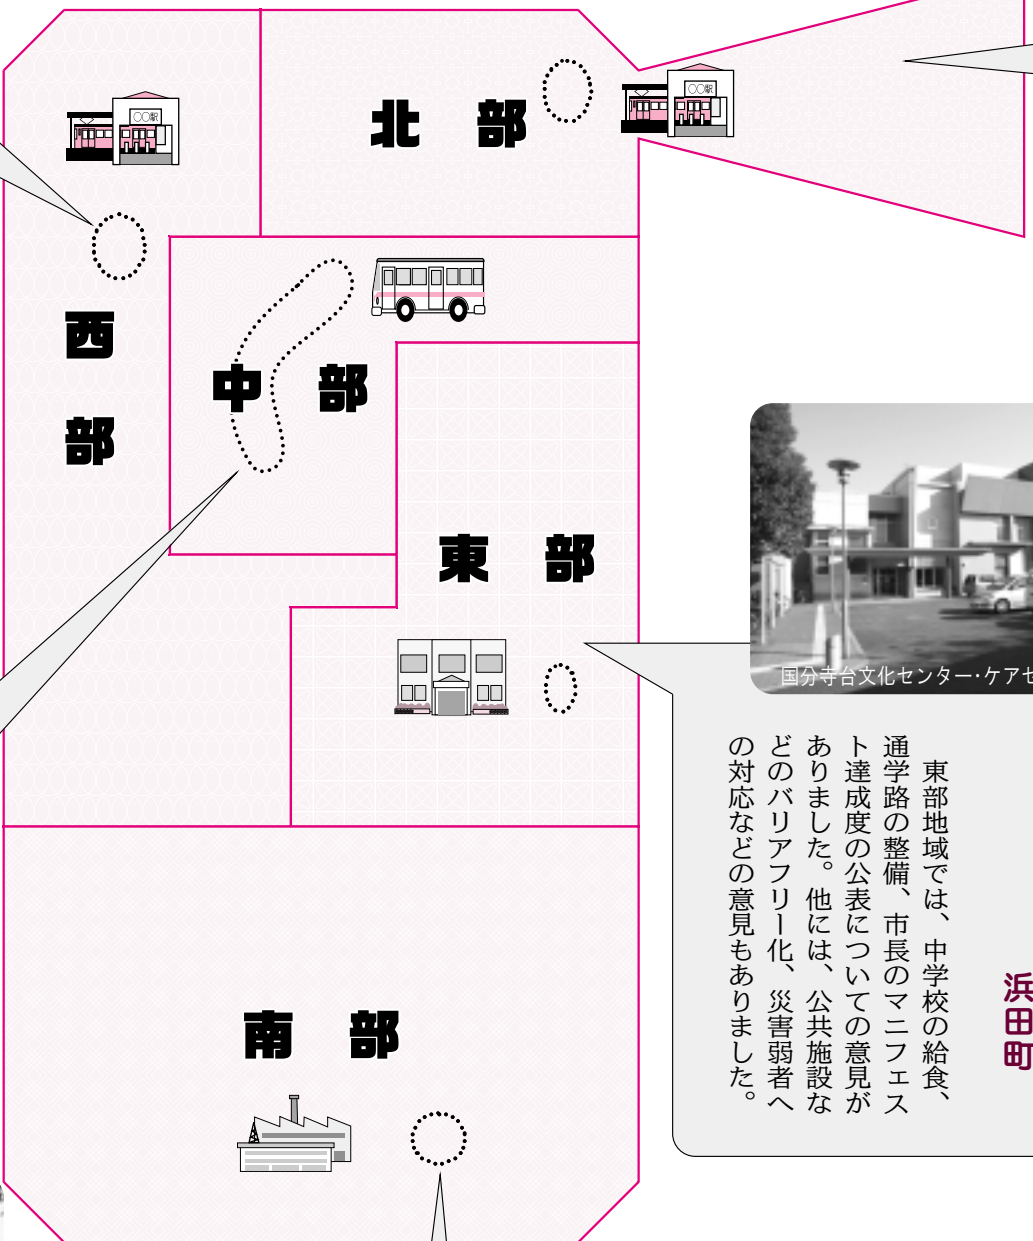 〇〇駅
北部
〇〇駅
西部
中部
東部
国分寺台文化センター・ケアセ
東部地域では、中学校の給食、
通学路の整備、市長のマニフェス
ト達成度の公表についての意見が
ありました。他には、公共施設な
どのバリアフリー化、災害弱者へ
の対応などの意見もありました。
浜田町
南部